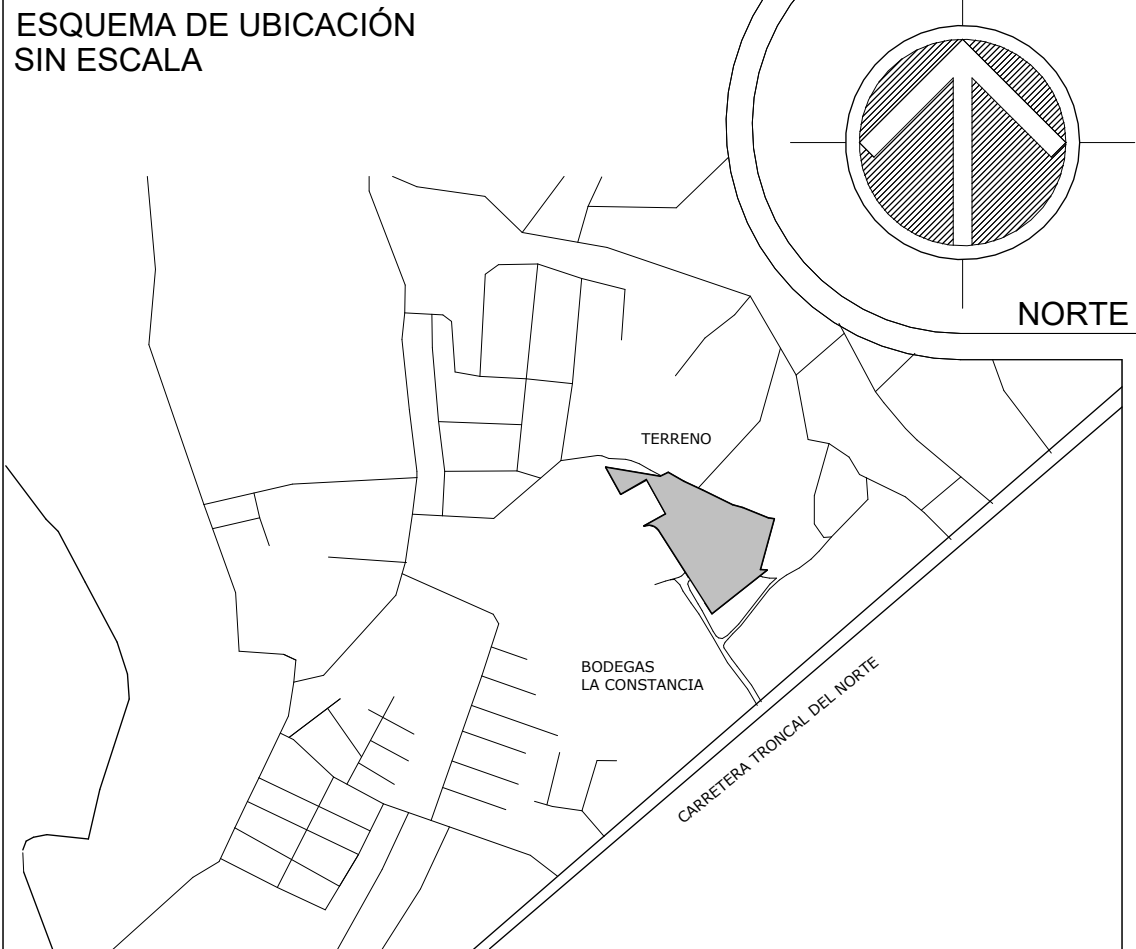 ESQUEMA DE UBICACIÓN
SIN ESCALA
NORTE
TERRENO
BODEGAS
LA CONSTANCIA
CARRETERA TRONCAL DEL NORTE